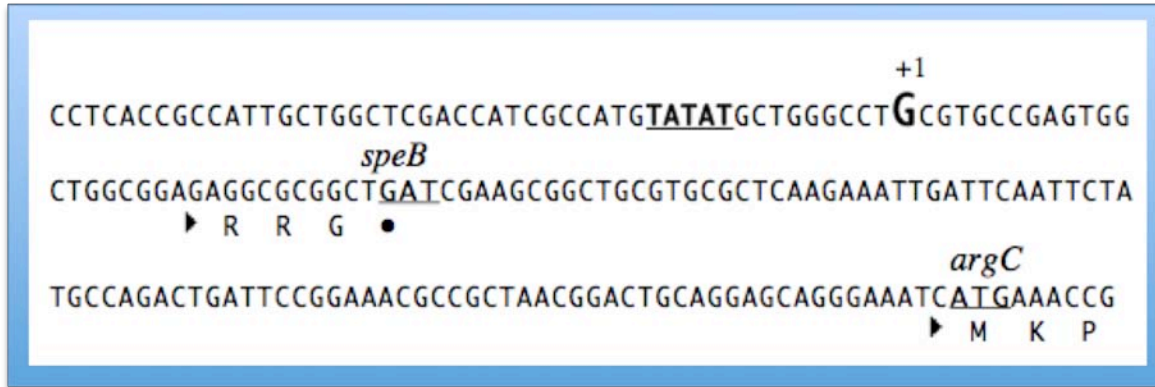 +1
CCTCACCGCCATTGCTGGCTCGACCATCGCCATGTATATGCTGGGCCTGCGTGCCGAGTGG
speB
CTGGCGGAGAGGCGCGGCTGATCGAAGCGGCTGCGTGCGCTCAAGAAATTGATTCAATTCTA
R R G •
argC
TGCCAGACTGATTCCGGAAACGCCGCTAACGGACTGCAGGAGCAGGGAAATCATGAAACCG
M K P